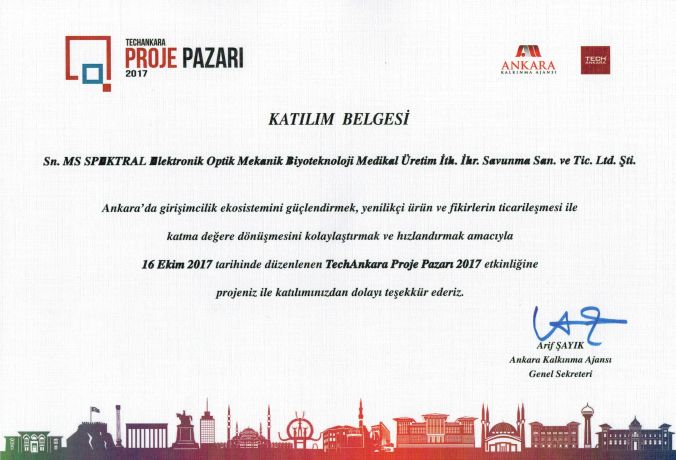 TECHANKARA
PROJE PAZARI
2017
ANKARA
KALKINMA AJANSI
TECH
ANKARA
KATILIM BELGESİ
Sn. MS SPEKTRAL Elektronik Optik Mekanik Biyoteknoloji Medikal Üretim İth. İhr. Savunma San. ve Tic. Ltd. Şti.
Ankara’da girişimcilik ekosistemini güçlendirmek, yenilikçi ürün ve fikirlerin ticarileşmesi ile
katma değere dönüşmesini kolaylaştırmak ve hızlandırmak amacıyla
16 Ekim 2017 tarihinde düzenlenen TechAnkara Proje Pazarı 2017 etkinliğine
projeniz ile katılımınızdan dolayı teşekkür ederiz.
Arif ŞAYIK
Ankara Kalkınma Ajansı
Genel Sekreteri